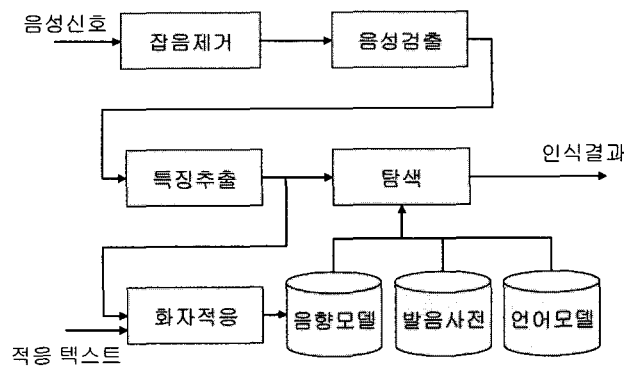 음성신호
잡음제거
음성검출
특징추출
탐색
인식결과
화자적응
음향모델
발음사전
언어모델
적응 텍스트